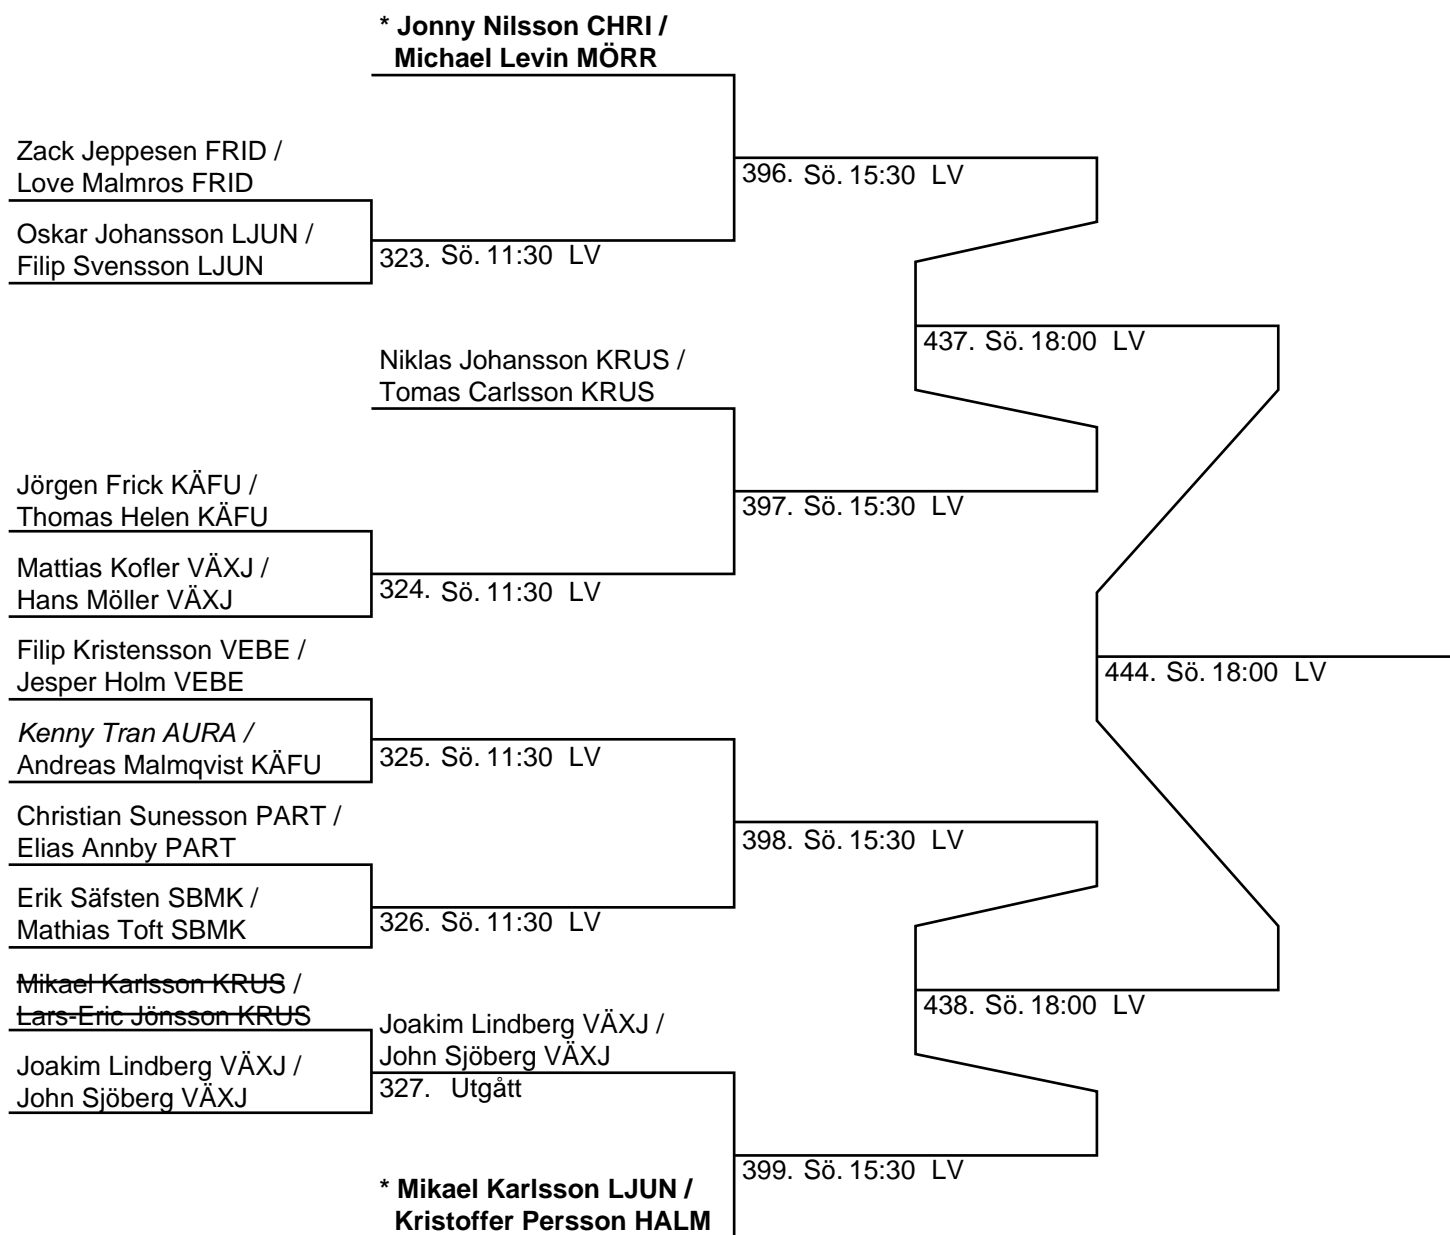 * Jonny Nilsson CHRI /
Michael Levin MÖRR
Zack Jeppesen FRID /
Love Malmros FRID
396. Sö. 15:30 LV
Oskar Johansson LJUN /
Filip Svensson LJUN
323. Sö. 11:30 LV
437. Sö. 18:00 LV
Niklas Johansson KRUS /
Tomas Carlsson KRUS
Jörgen Frick KÄFU /
Thomas Helen KÄFU
397. Sö. 15:30 LV
Mattias Kofler VÄXJ /
Hans Möller VÄXJ
324. Sö. 11:30 LV
Filip Kristensson VEBE /
Jesper Holm VEBE
444. Sö. 18:00 LV
Kenny Tran AURA /
Andreas Malmqvist KÄFU
325. Sö. 11:30 LV
Christian Sunesson PART /
Elias Annby PART
398. Sö. 15:30 LV
Erik Säfsten SBMK /
Mathias Toft SBMK
326. Sö. 11:30 LV
Mikael Karlsson KRUS /
Lars-Eric Jönsson KRUS
438. Sö. 18:00 LV
Joakim Lindberg VÄXJ /
John Sjöberg VÄXJ
Joakim Lindberg VÄXJ /
John Sjöberg VÄXJ
327. Utgått
399. Sö. 15:30 LV
* Mikael Karlsson LJUN /
Kristoffer Persson HALM